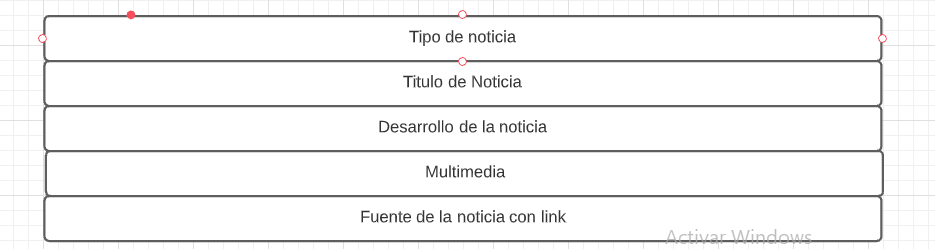 Tipo de noticia
Titulo de Noticia
Desarrollo de la noticia
Multimedia
Fuente de la noticia con link
Activar Windows